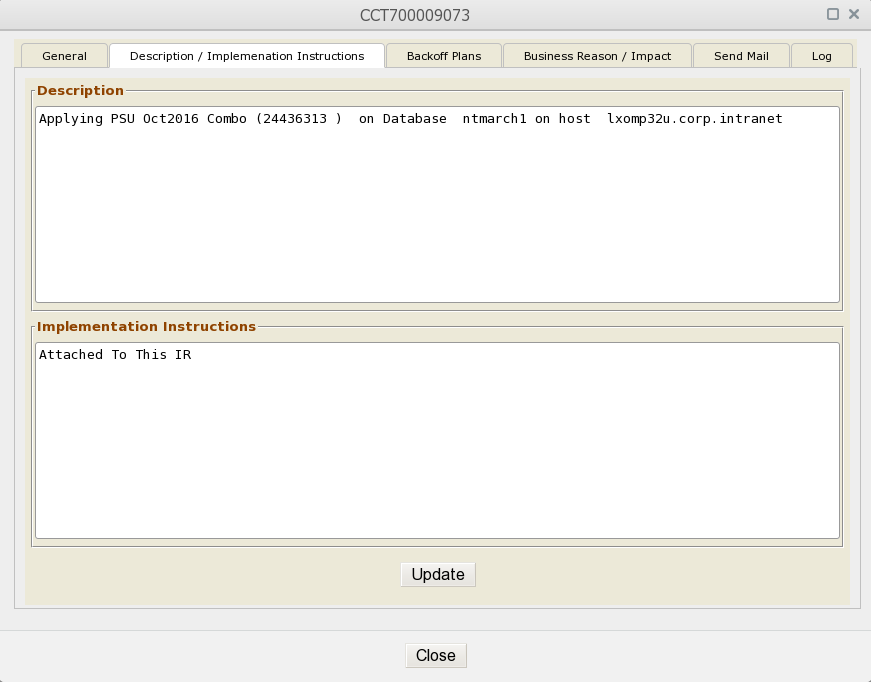 CCT700009073
General
Description / Implemenation Instructions
Backoff Plans
Business Reason / Impact
Send Mail
Log
Description
Applying PSU Oct2016 Combo (24436313 )  on Database  ntmarch1 on host  lxomp32u.corp.intranet
Implementation Instructions
Attached To This IR
Update
Close